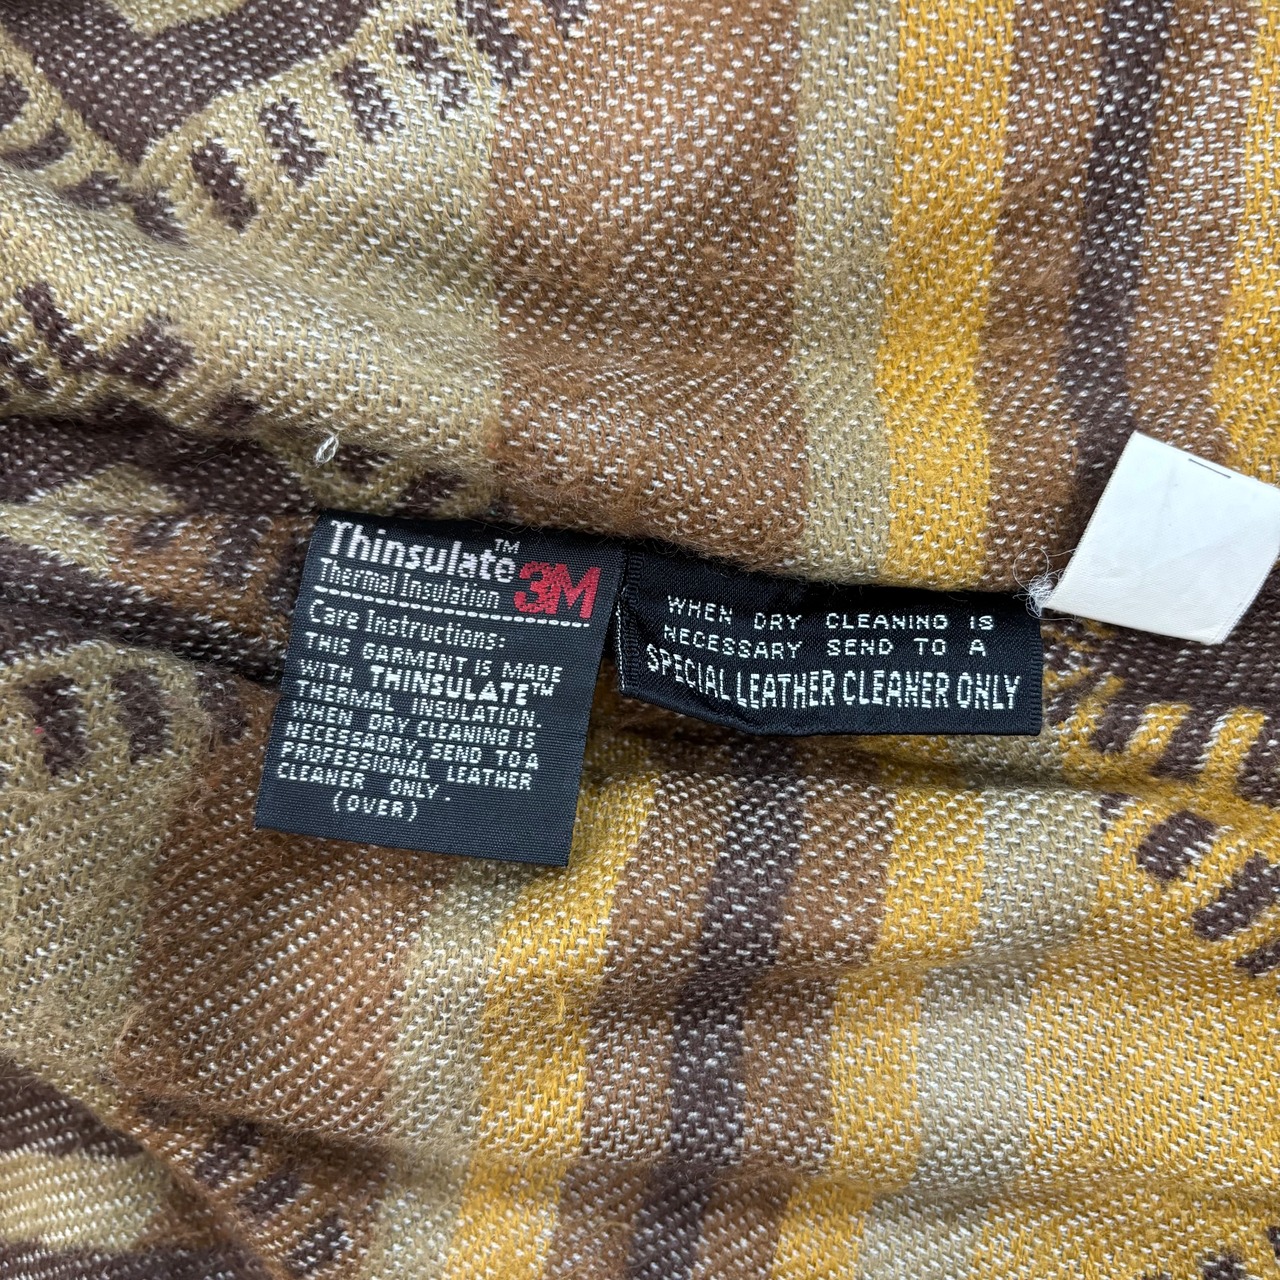 Thinsulate™
Thermal Insulation 3M
Care Instructions:
THIS GARMENT IS MADE
WITH THINSULATE™
THERMAL INSULATION.
WHEN DRY CLEANING IS
NECESSADRY, SEND TO A
PROFESSIONAL LEATHER
CLEANER ONLY.
(OVER)
WHEN DRY CLEANING IS
NECESSARY SEND TO A
SPECIAL LEATHER CLEANER ONLY